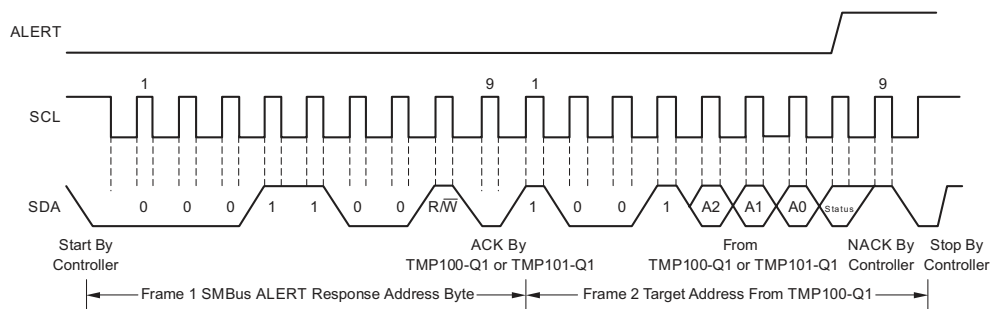 ALERT
1 9 1 9
SCL
SDA
0 0 0 1 1 0 0 R/W̅ 1 0 0 1 A2 A1 A0 Status
Start By
Controller
ACK By
TMP100-Q1 or TMP101-Q1
From
TMP100-Q1 or TMP101-Q1
NACK By
Controller
Stop By
Controller
Frame 1 SMBus ALERT Response Address Byte
Frame 2 Target Address From TMP100-Q1